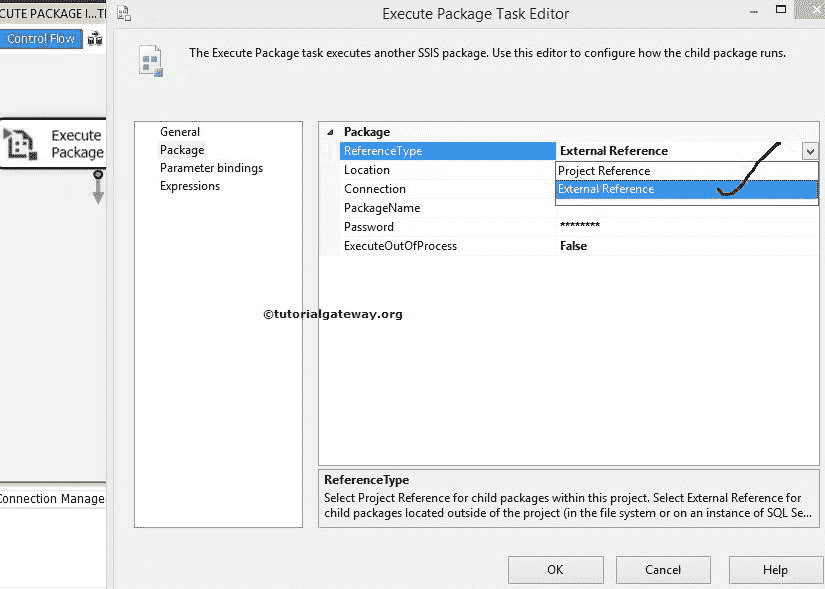 CUTE PACKAGE I...
Execute Package Task Editor
Control Flow
The Execute Package task executes another SSIS package. Use this editor to configure how the child package runs.
Execute
Package
General
Package
Parameter bindings
Expressions
Package
ReferenceType External Reference
Location Project Reference
Connection External Reference
PackageName
Password ********
ExecuteOutOfProcess False
©tutorialgateway.org
ReferenceType
Select Project Reference for child packages within this project. Select External Reference for
child packages located outside of the project (in the file system or on an instance of SQL Se...
Connection Manage
OK Cancel Help